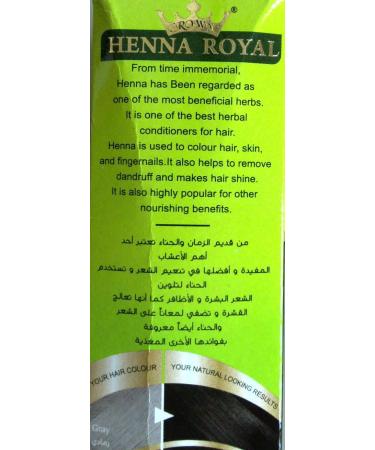 CROWN ®
HENNA ROYAL
From time immemorial,
Henna has Been regarded as
one of the most beneficial herbs.
It is one of the best herbal
conditioners for hair.
Henna is used to colour hair, skin,
and fingernails.It also helps to remove
dandruff and makes hair shine.
It is also highly popular for other
nourishing benefits.
من قديم الزمان والحناء تعتبر أحد
أهم الأعشاب
المفيدة و أفضلها في تنعيم الشعر و تستخدم
الحناء لتلوين
الشعر البشرة و الأظافر كما أنها تعالج
القشرة و تضفي لمعاناً على الشعر
والحناء أيضاً معروفة
بفوائدها الأخرى المغذية
YOUR HAIR COLOUR
YOUR NATURAL LOOKING RESULTS
Gray
رمادي